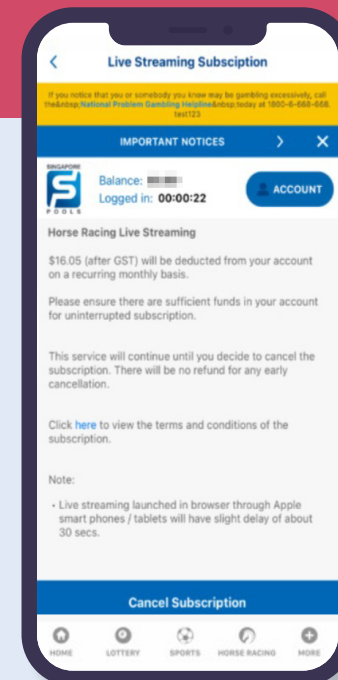 Live Streaming Subsciption
If you notice that you or somebody you know may be gambling excessively, call
the&nbsp;National Problem Gambling Helpline&nbsp;today at 1800-6-668-668.
test123
IMPORTANT NOTICES
SINGAPORE
POOLS
Balance:
Logged in: 00:00:22
ACCOUNT
Horse Racing Live Streaming
$16.05 (after GST) will be deducted from your account
on a recurring monthly basis.
Please ensure there are sufficient funds in your account
for uninterrupted subscription.
This service will continue until you decide to cancel the
subscription. There will be no refund for any early
cancellation.
Click here to view the terms and conditions of the
subscription.
Note:
• Live streaming launched in browser through Apple
smart phones / tablets will have slight delay of about
30 secs.
Cancel Subscription
HOME LOTTERY SPORTS HORSE RACING MORE